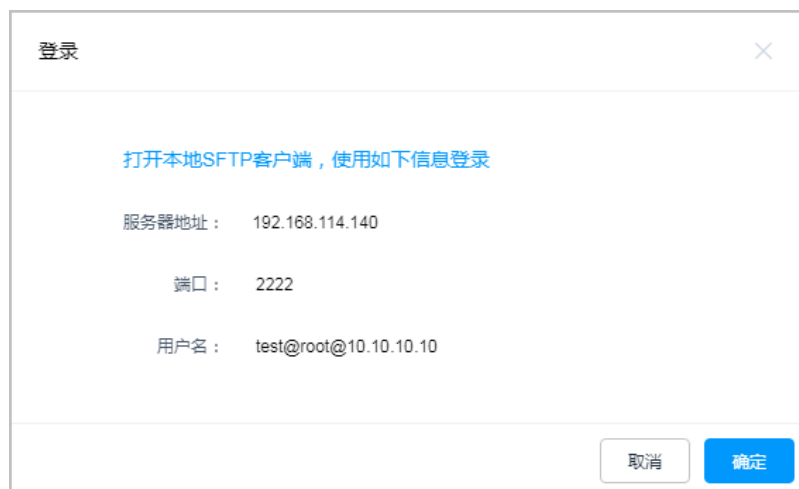 登录
打开本地SFTP客户端，使用如下信息登录
服务器地址： 192.168.114.140
端口： 2222
用户名： test@root@10.10.10.10
取消 确定